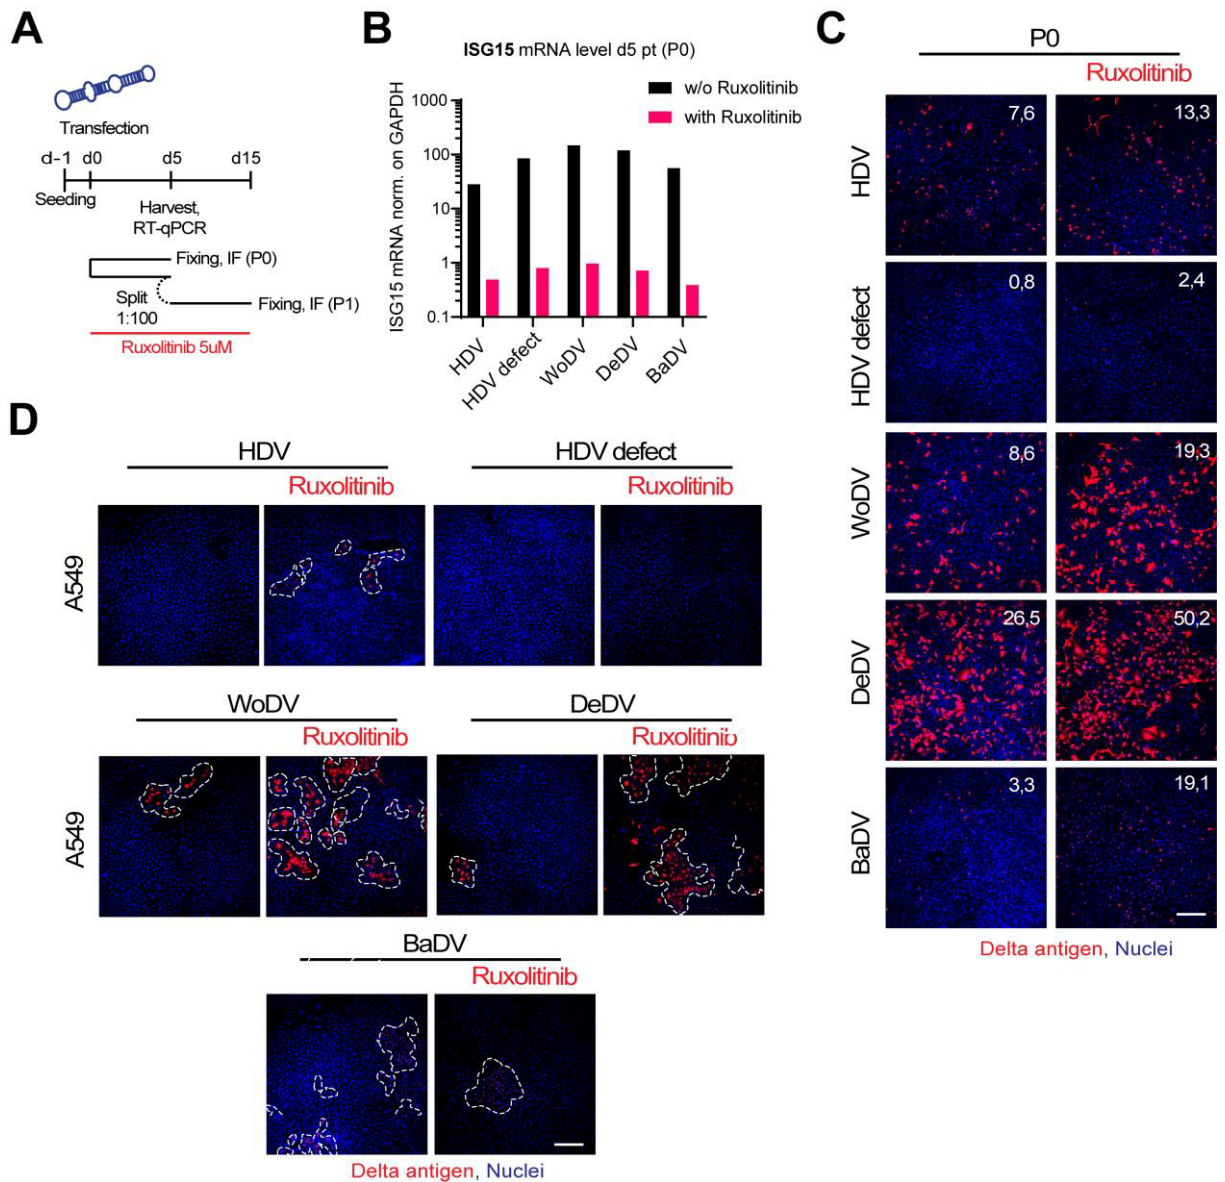 A
Transfection
d-1 d0 d5 d15
Seeding
Harvest,
RT-qPCR
Fixing, IF (P0)
Split
1:100
Fixing, IF (P1)
Ruxolitinib 5uM
B
ISG15 mRNA level d5 pt (P0)
w/o Ruxolitinib
with Ruxolitinib
ISG15 mRNA norm. on GAPDH
1000
100
10
1
0.1
HDV
HDV defect
WoDV
DeDV
BaDV
C
P0
Ruxolitinib
HDV
7,6
13,3
HDV defect
0,8
2,4
WoDV
8,6
19,3
DeDV
26,5
50,2
BaDV
3,3
19,1
Delta antigen, Nuclei
D
HDV
HDV defect
Ruxolitinib
Ruxolitinib
A549
WoDV
DeDV
Ruxolitinib
Ruxolitinib
A549
BaDV
Ruxolitinib
Delta antigen, Nuclei